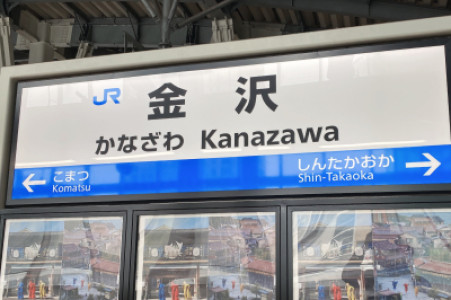 JR
金沢
かなざわ Kanazawa
← こまつ
Komatsu
しんたかおか →
Shin-Takaoka